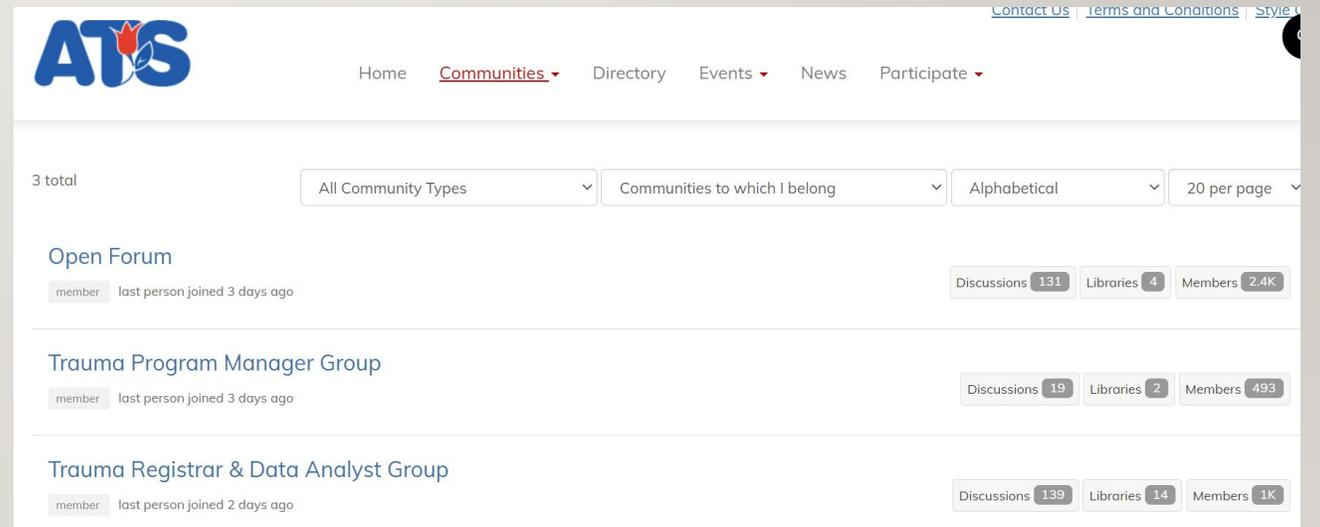 Contact Us | Terms and Conditions | Style
ATS
Home Communities Directory Events News Participate
3 total All Community Types Communities to which I belong Alphabetical 20 per page
Open Forum
member last person joined 3 days ago
Discussions 131 Libraries 4 Members 2.4K
Trauma Program Manager Group
member last person joined 3 days ago
Discussions 19 Libraries 2 Members 493
Trauma Registrar & Data Analyst Group
member last person joined 2 days ago
Discussions 139 Libraries 14 Members 1K